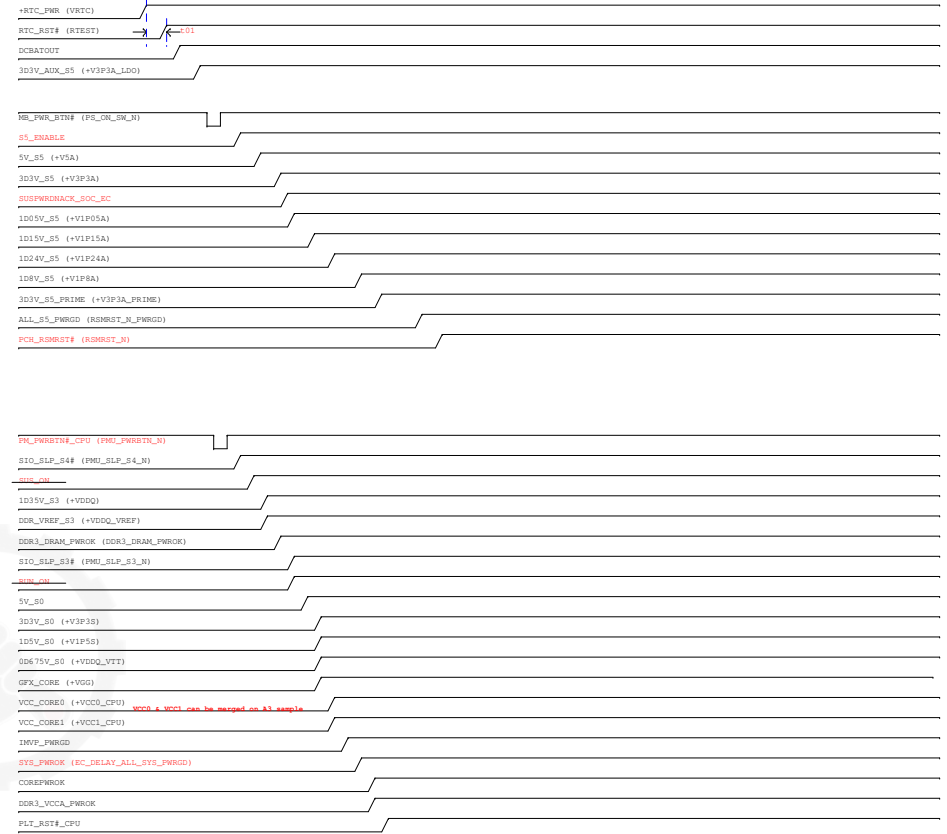 +RTC_PWR (VRTC)
RTC_RST# (RTEST)
t01
DCBATOUT
3D3V_AUX_S5 (+V3P3A_LDO)
MB_PWR_BTN# (PS_ON_SW_N)
S5_ENABLE
5V_S5 (+V5A)
3D3V_S5 (+V3P3A)
SUSPWRDNACK_SOC_EC
1D05V_S5 (+V1P05A)
1D15V_S5 (+V1P15A)
1D24V_S5 (+V1P24A)
1D8V_S5 (+V1P8A)
3D3V_S5_PRIME (+V3P3A_PRIME)
ALL_S5_PWRGD (RSMRST_N_PWRGD)
PCH_RSMRST# (RSMRST_N)
PM_PWRBTN#_CPU (PMU_PWRBTN_N)
SIO_SLP_S4# (PMU_SLP_S4_N)
SUS_ON
1D35V_S3 (+VDDQ)
DDR_VREF_S3 (+VDDQ_VREF)
DDR3_DRAM_PWROK (DDR3_DRAM_PWROK)
SIO_SLP_S3# (PMU_SLP_S3_N)
RUN_ON
5V_S0
3D3V_S0 (+V3P3S)
1D5V_S0 (+V1P5S)
0D675V_S0 (+VDDQ_VTT)
GFX_CORE (+VGG)
VCC_CORE0 (+VCC0_CPU)
VCC0 & VCC1 can be merged on A3 sample
VCC_CORE1 (+VCC1_CPU)
IMVP_PWRGD
SYS_PWROK (EC_DELAY_ALL_SYS_PWRGD)
COREPWROK
DDR3_VCCA_PWROK
PLT_RST#_CPU